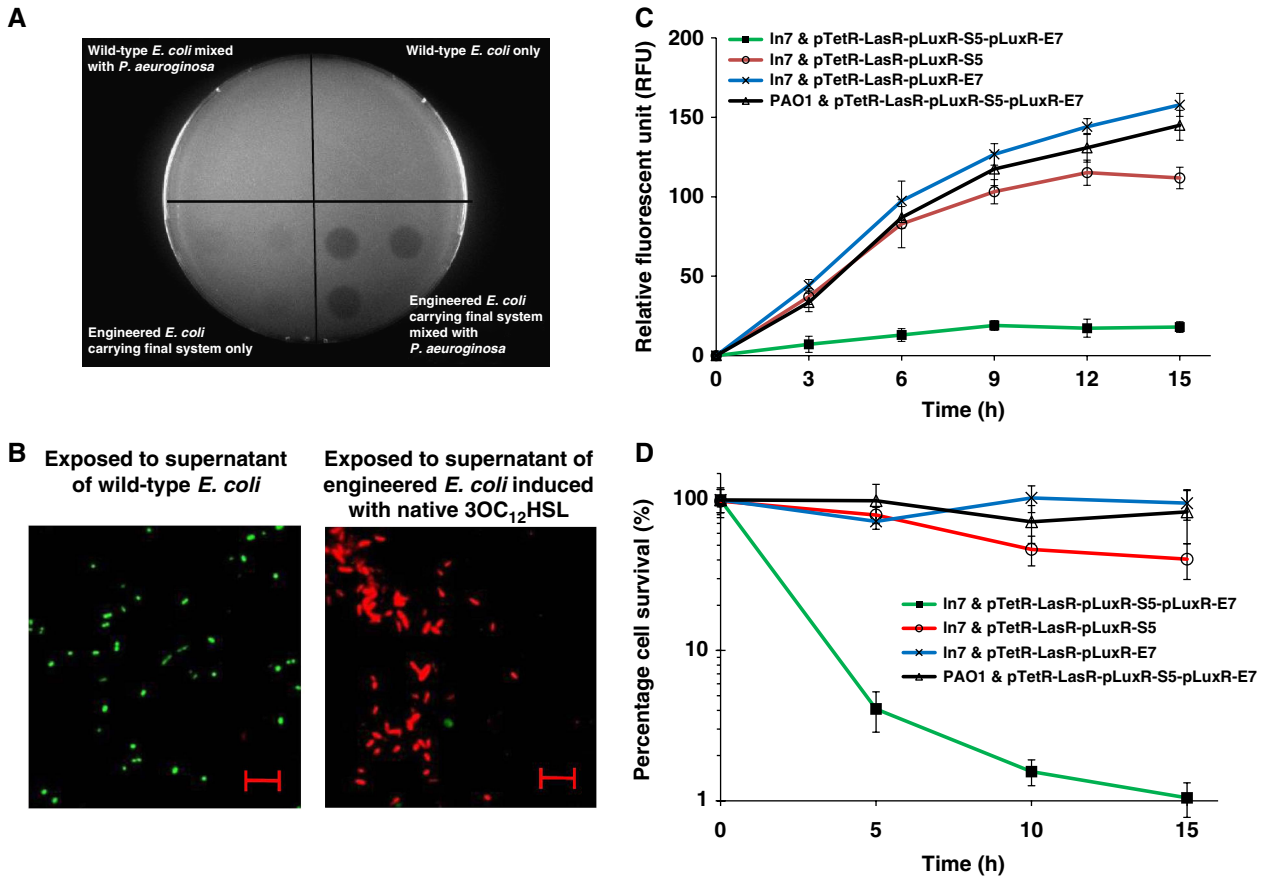 A
Wild-type E. coli mixed
with P. aeuroginosa
Wild-type E. coli only
Engineered E. coli
carrying final system only
Engineered E. coli
carrying final system
mixed with
P. aeuroginosa
B
Exposed to supernatant
of wild-type E. coli
Exposed to supernatant of
engineered E. coli induced
with native 3OC12HSL
C
Relative fluorescent unit (RFU)
200
150
100
50
0
In7 & pTetR-LasR-pLuxR-S5-pLuxR-E7
In7 & pTetR-LasR-pLuxR-S5
In7 & pTetR-LasR-pLuxR-E7
PAO1 & pTetR-LasR-pLuxR-S5-pLuxR-E7
0 3 6 9 12 15
Time (h)
D
Percentage cell survival (%)
100
10
1
In7 & pTetR-LasR-pLuxR-S5-pLuxR-E7
In7 & pTetR-LasR-pLuxR-S5
In7 & pTetR-LasR-pLuxR-E7
PAO1 & pTetR-LasR-pLuxR-S5-pLuxR-E7
0 5 10 15
Time (h)